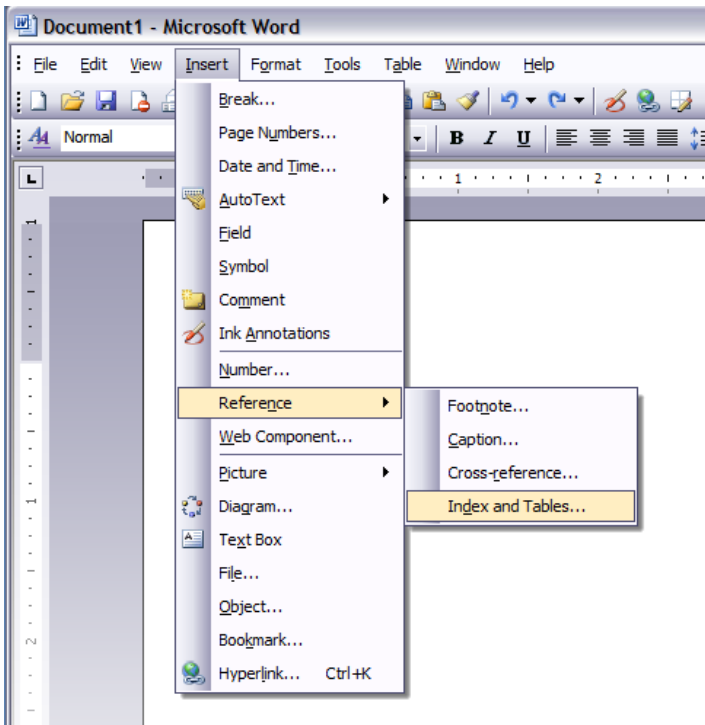 Document1 - Microsoft Word
File Edit View Insert Format Tools Table Window Help
Normal B I U
L 1 2
Break...
Page Numbers...
Date and Time...
AutoText
Field
Symbol
Comment
Ink Annotations
Number...
Reference
Footnote...
Web Component...
Caption...
Cross-reference...
Picture
Diagram...
Index and Tables...
Text Box
File...
Object...
Bookmark...
Hyperlink... Ctrl+K
1
1
2